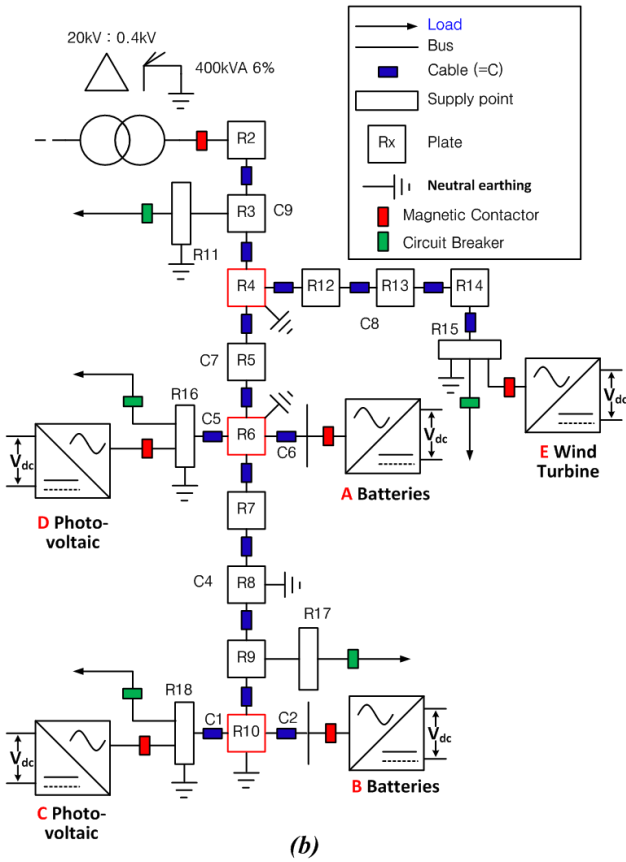 20kV : 0.4kV
400kVA 6%
Load
Bus
Cable (=C)
Supply point
Rx
Plate
Neutral earthing
Magnetic Contactor
Circuit Breaker
R2
R3
C9
R11
R4
R12
R13
R14
C8
R15
C7
R5
R16
C5
R6
C6
Vdc
Vdc
Vdc
A Batteries
E Wind
Turbine
D Photo-
voltaic
R7
C4
R8
R17
R9
R18
C1
R10
C2
Vdc
Vdc
B Batteries
C Photo-
voltaic
(b)